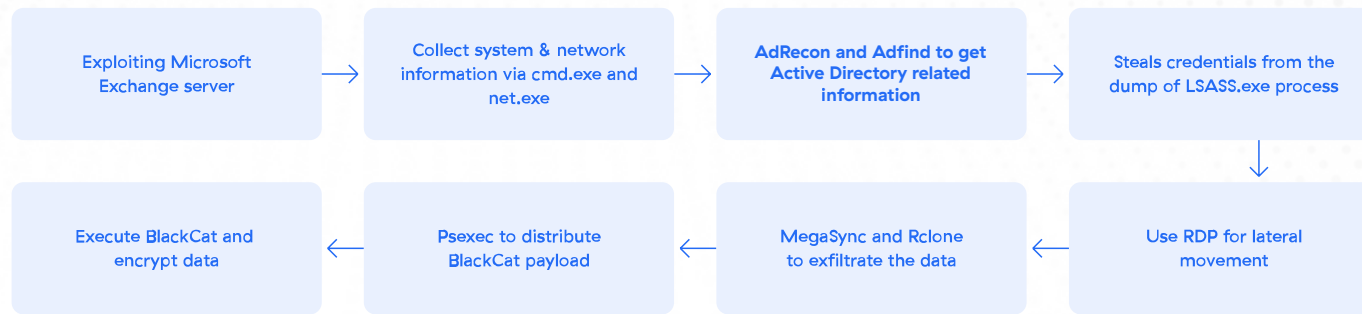 Exploiting Microsoft
Exchange server
Collect system & network
information via cmd.exe and
net.exe
AdRecon and Adfind to get
Active Directory related
information
Steals credentials from the
dump of LSASS.exe process
Use RDP for lateral
movement
MegaSync and Rclone
to exfiltrate the data
Psexec to distribute
BlackCat payload
Execute BlackCat and
encrypt data